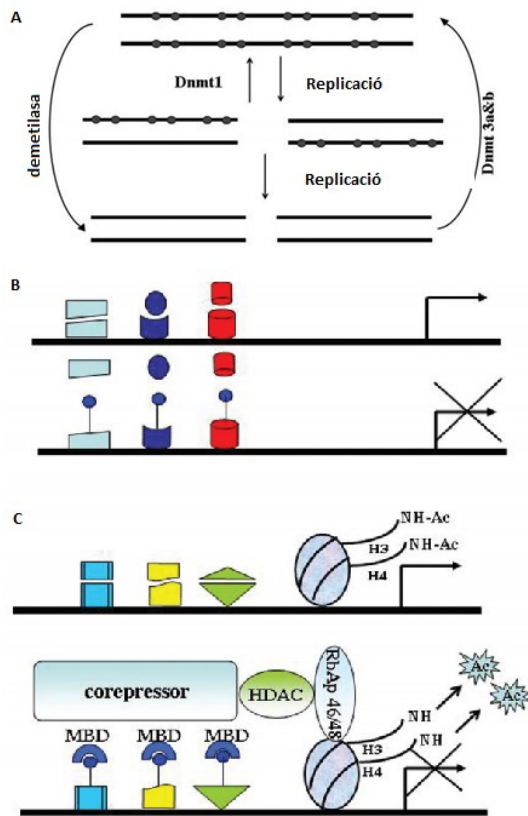 A
Dnmt1
Replicació
demetilasa
Dnmt 3a&b
Replicació
B
C
NH-Ac
H3
NH-Ac
H4
corepressor
HDAC
RbAp 46/48
Ac
Ac
MBD
MBD
MBD
NH
H3
NH
H4